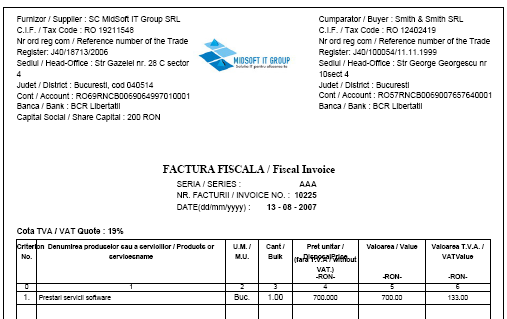 Furnizor / Supplier : SC MidSoft IT Group SRL
C.I.F. / Tax Code : RO 19211548
Nr ord reg com / Reference number of the Trade
Register: J40/18713/2006
Sediul / Head-Office : Str Gazelei nr. 28 C sector
4
Judet / District : Bucuresti, cod 040514
Cont / Account : RO69RNCB0069064997010001
Banca / Bank : BCR Libertatii
Capital Social / Share Capital : 200 RON
MIDSOFT IT GROUP
Cumparator / Buyer : Smith & Smith SRL
C.I.F. / Tax Code : RO 12402419
Nr ord reg com / Reference number of the Trade
Register: J40/100054/11.11.1999
Sediul / Head-Office : Str George Georgescu nr
10sect 4
Judet / District : Bucuresti
Cont / Account : RO57RNCB0069007657640001
Banca / Bank : BCR Libertatii
FACTURA FISCALA / Fiscal Invoice
SERIA / SERIES : AAA
NR. FACTURII / INVOICE NO. : 10225
DATE(dd/mm/yyyy) : 13 - 08 - 2007
Cota TVA / VAT Quote : 19%
Criterion No. Denumirea produselor sau a serviciilor / Products or servicesname U.M. / M.U. Cant / Bulk Pret unitar / DisposalPrice (fara T.V.A / without VAT.) -RON- Valoarea / Value -RON- Valoarea T.V.A. / VATValue -RON-
0 1 2 3 4 5 6
1. Prestari servicii software Buc. 1.00 700.000 700.00 133.00